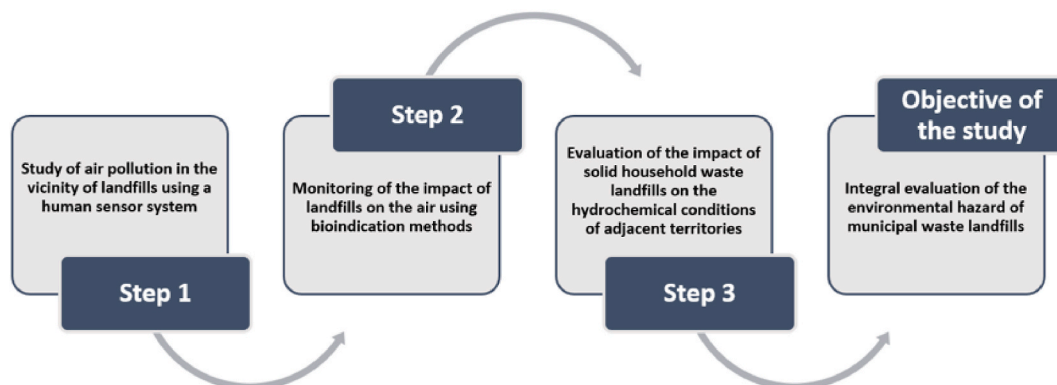 Study of air pollution in the
vicinity of landfills using a
human sensor system
Step 1
Step 2
Monitoring of the impact of
landfills on the air using
bioindication methods
Evaluation of the impact of
solid household waste
landfills on the
hydrochemical conditions
of adjacent territories
Step 3
Objective of
the study
Integral evaluation of the
environmental hazard of
municipal waste landfills